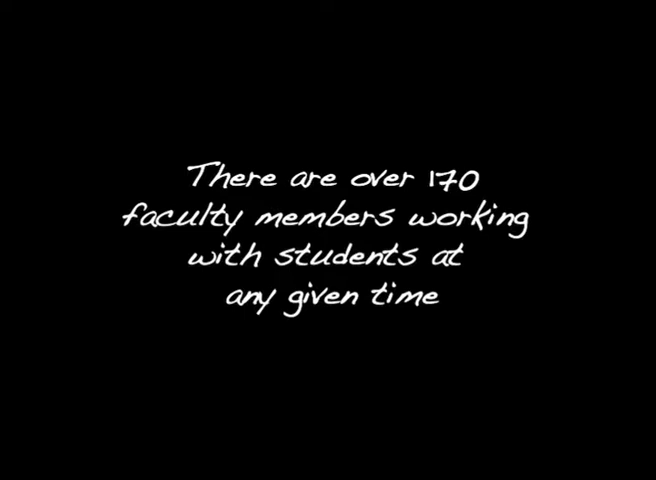 There are over 170
faculty members working
with students at
any given time